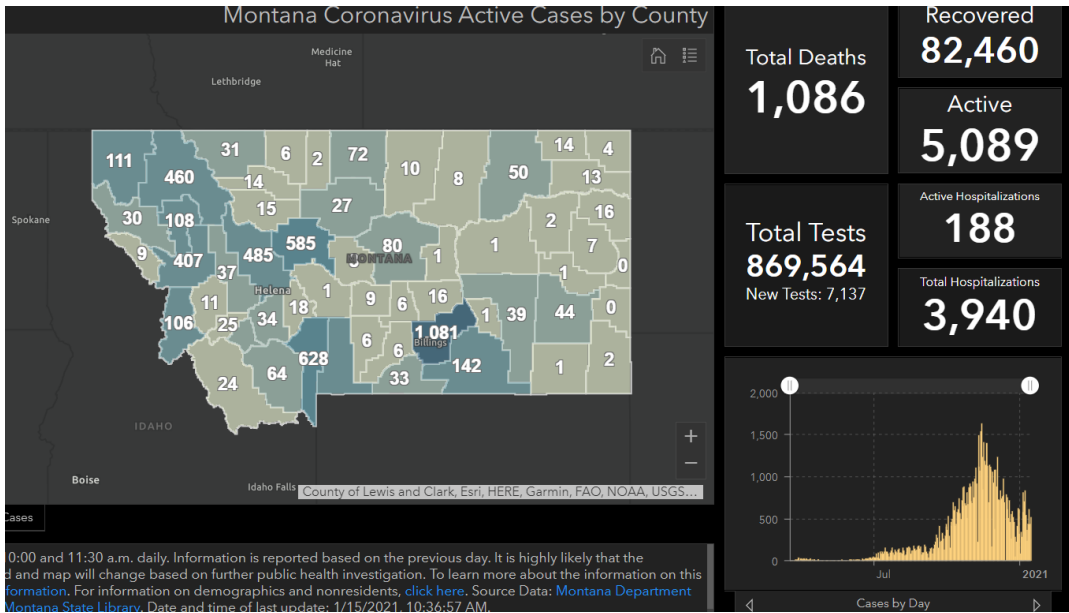 Montana Coronavirus Active Cases by County
Medicine
Hat
Lethbridge
Spokane
111
460
31
6
2
72
10
8
50
14
4
13
14
15
27
30
108
2
16
9
407
37
485
585
80
MONTANA
1
1
7
1
0
Helena
106
11
25
34
18
1
9
6
16
1,081
Billings
1
39
44
0
24
64
628
6
6
33
142
1
2
IDAHO
Boise
Idaho Falls
+
−
County of Lewis and Clark, Esri, HERE, Garmin, FAO, NOAA, USGS...
Cases
10:00 and 11:30 a.m. daily. Information is reported based on the previous day. It is highly likely that the
d and map will change based on further public health investigation. To learn more about the information on this
formation. For information on demographics and nonresidents, click here. Source Data: Montana Department
Montana State Library. Date and time of last update: 1/15/2021, 10:36:57 AM.
Total Deaths
1,086
Total Tests
869,564
New Tests: 7,137
Recovered
82,460
Active
5,089
Active Hospitalizations
188
Total Hospitalizations
3,940
2,000
1,500
1,000
500
0
Jul
2021
Cases by Day